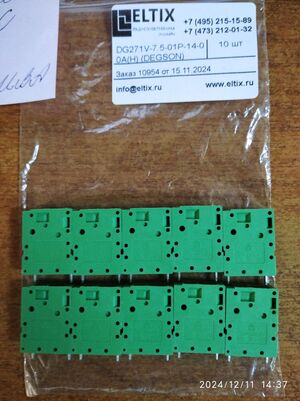 ELTIX
РАДИОЭЛЕКТРОННАЯ
+7 (495) 215-15-89
+7 (473) 212-01-32
DG271V-7.5-01P-14-0
0A(H) (DEGSON)
10 шт
Заказ 10954 от 15.11.2024
info@eltix.ru
www.eltix.ru
2024/12/11 14:37